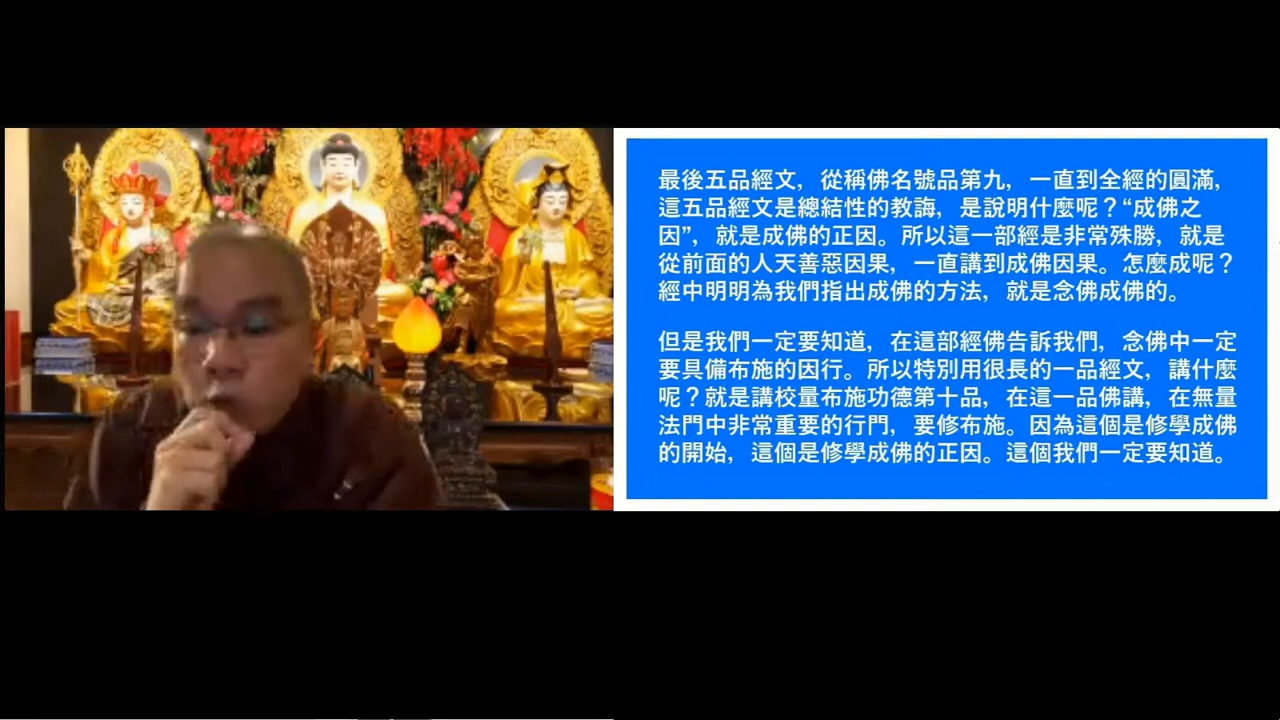 最後五品經文，從稱佛名號品第九，一直到全經的圓滿，
這五品經文是總結性的教誨，是說明什麼呢？“成佛之
因”，就是成佛的正因。所以這一部經是非常殊勝，就是
從前面的人天善惡因果，一直講到成佛因果。怎麼成呢？
經中明明為我們指出成佛的方法，就是念佛成佛的。
但是我們一定要知道，在這部經佛告訴我們，念佛中一定
要具備布施的因行。所以特別用很長的一品經文，講什麼
呢？就是講校量布施功德第十品，在這一品佛講，在無量
法門中非常重要的行門，要修布施。因為這個是修學成佛
的開始，這個是修學成佛的正因。這個我們一定要知道。